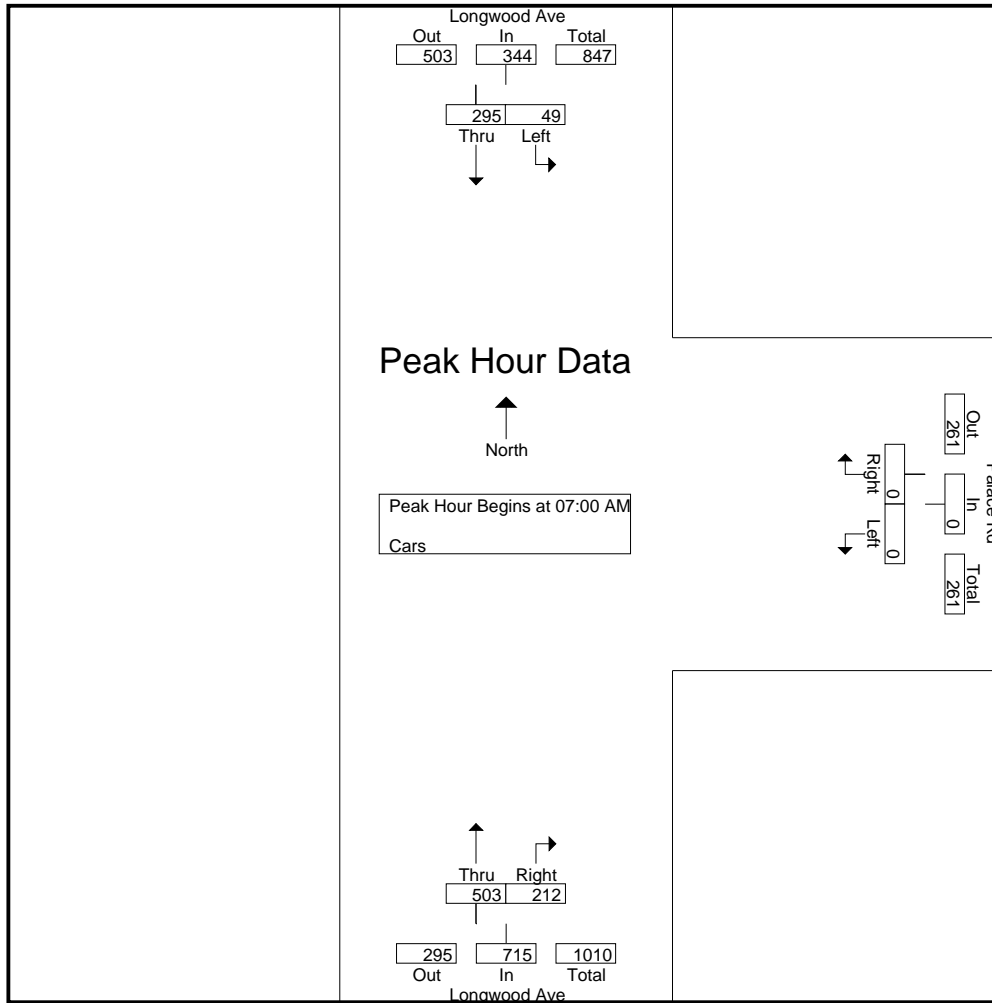 Longwood Ave
Out In Total
503 344 847
295 49
Thru Left
Peak Hour Data
North
Peak Hour Begins at 07:00 AM
Cars
Right Left
0 0
Out In Total
261 0 261
Palace Rd
Thru Right
503 212
295 715 1010
Out In Total
Longwood Ave